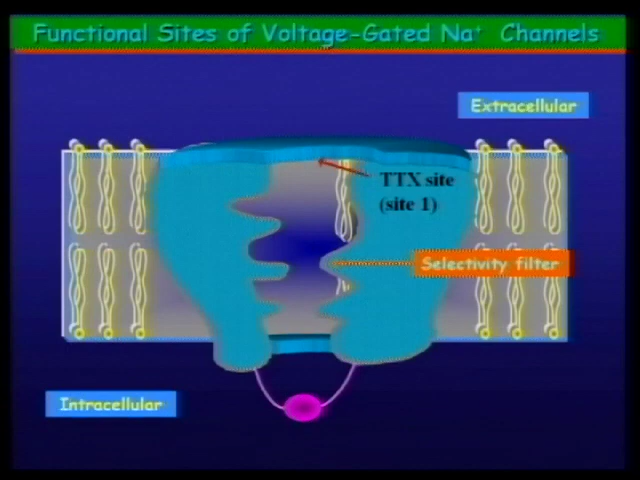 Functional Sites of Voltage-Gated Na⁺ Channels
Extracellular
TTX site
(site 1)
Selectivity filter
Intracellular